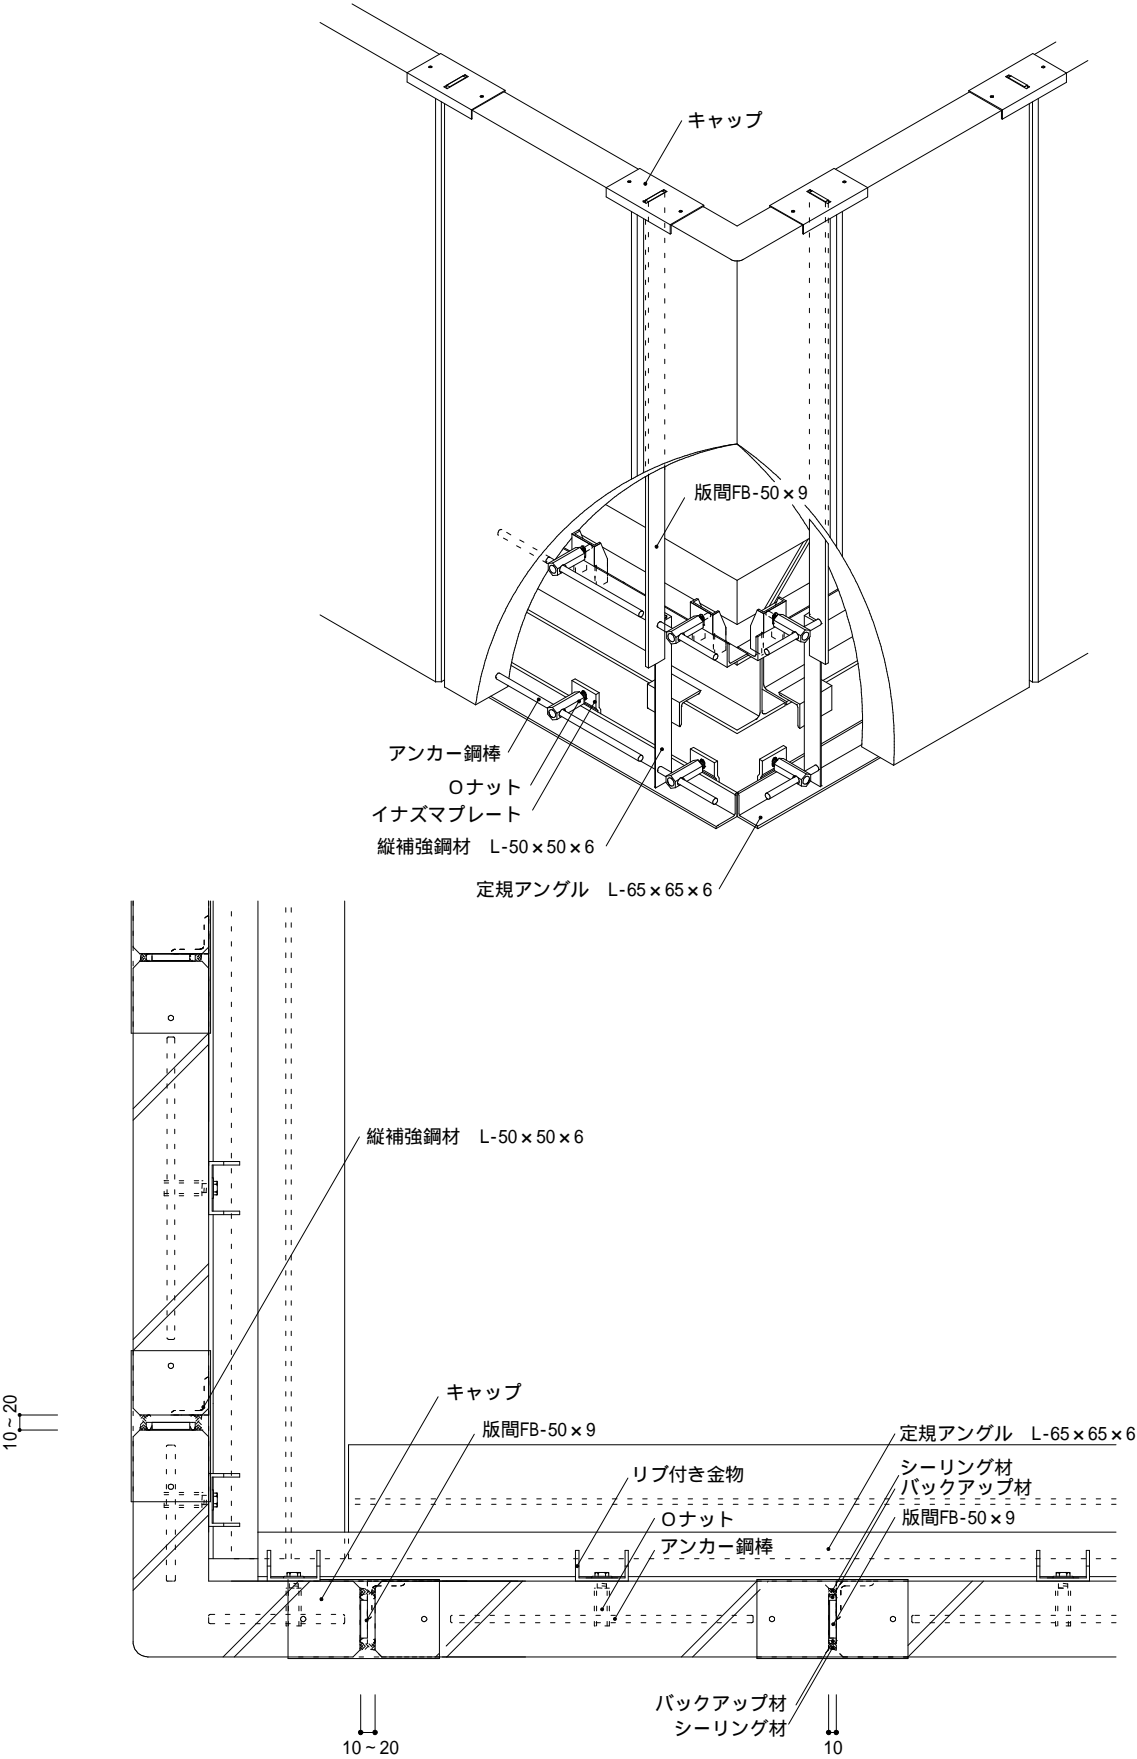 キャップ
版間FB-50×9
アンカー鋼棒
Oナット
イナズマプレート
縦補強鋼材　L-50×50×6
定規アングル　L-65×65×6
縦補強鋼材　L-50×50×6
10~20
キャップ
版間FB-50×9
定規アングル　L-65×65×6
リブ付き金物
シーリング材
バックアップ材
Oナット
版間FB-50×9
アンカー鋼棒
バックアップ材
シーリング材
10~20
10